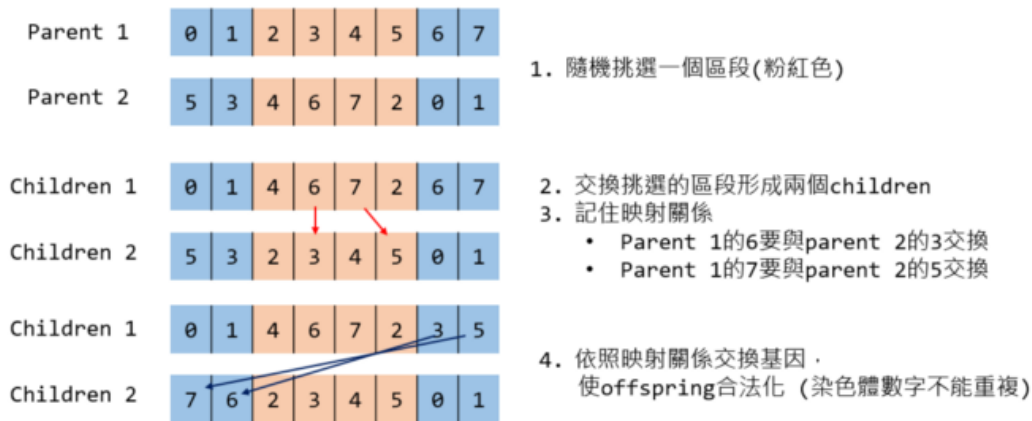 Parent 1 0 1 2 3 4 5 6 7
Parent 2 5 3 4 6 7 2 0 1
1. 隨機挑選一個區段(粉紅色)
Children 1 0 1 4 6 7 2 6 7
Children 2 5 3 2 3 4 5 0 1
2. 交換挑選的區段形成兩個children
3. 記住映射關係
• Parent 1的6要與parent 2的3交換
• Parent 1的7要與parent 2的5交換
Children 1 0 1 4 6 7 2 3 5
Children 2 7 6 2 3 4 5 0 1
4. 依照映射關係交換基因，
使offspring合法化 (染色體數字不能重複)